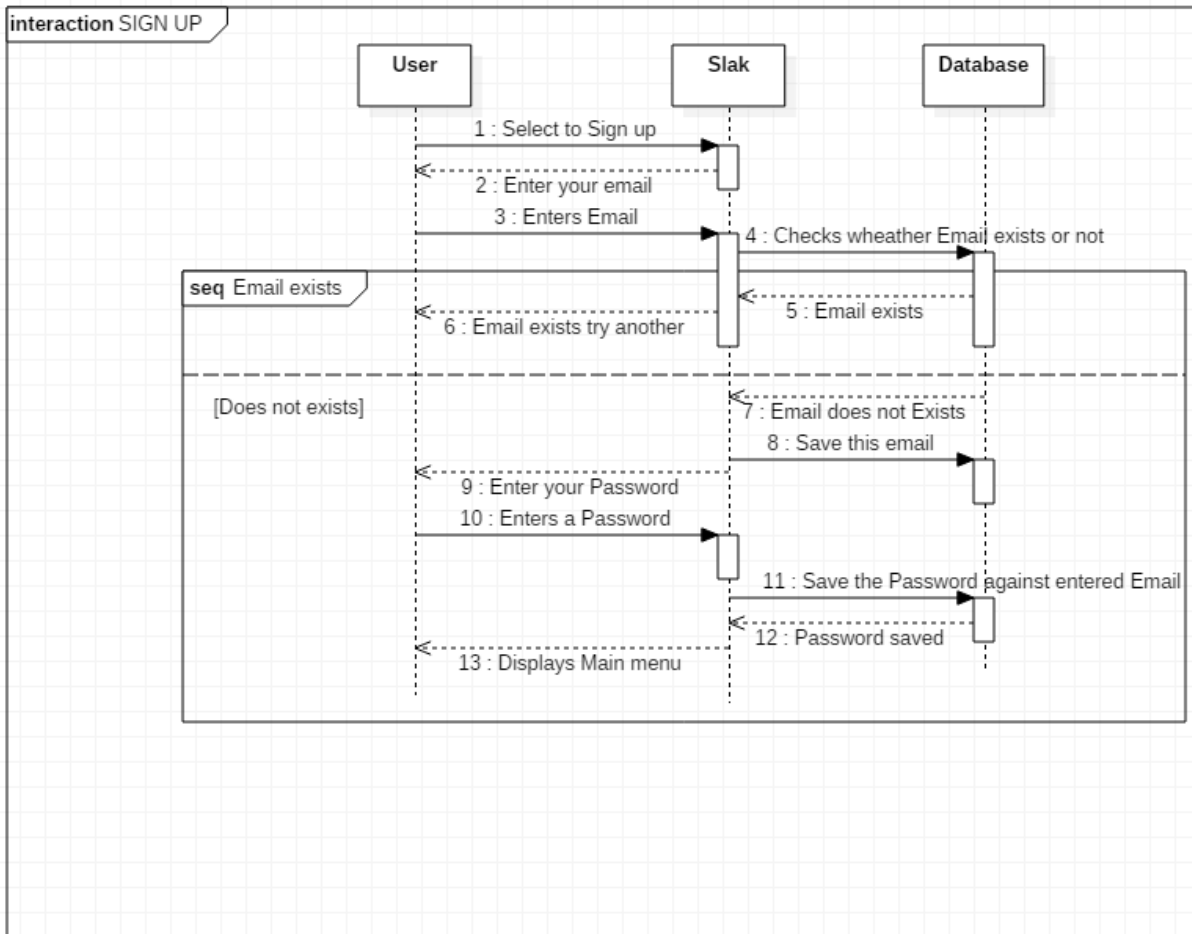 interaction SIGN UP
User
Slak
Database
1 : Select to Sign up
2 : Enter your email
3 : Enters Email
4 : Checks wheather Email exists or not
seq Email exists
5 : Email exists
6 : Email exists try another
[Does not exists]
7 : Email does not Exists
8 : Save this email
9 : Enter your Password
10 : Enters a Password
11 : Save the Password against entered Email
12 : Password saved
13 : Displays Main menu